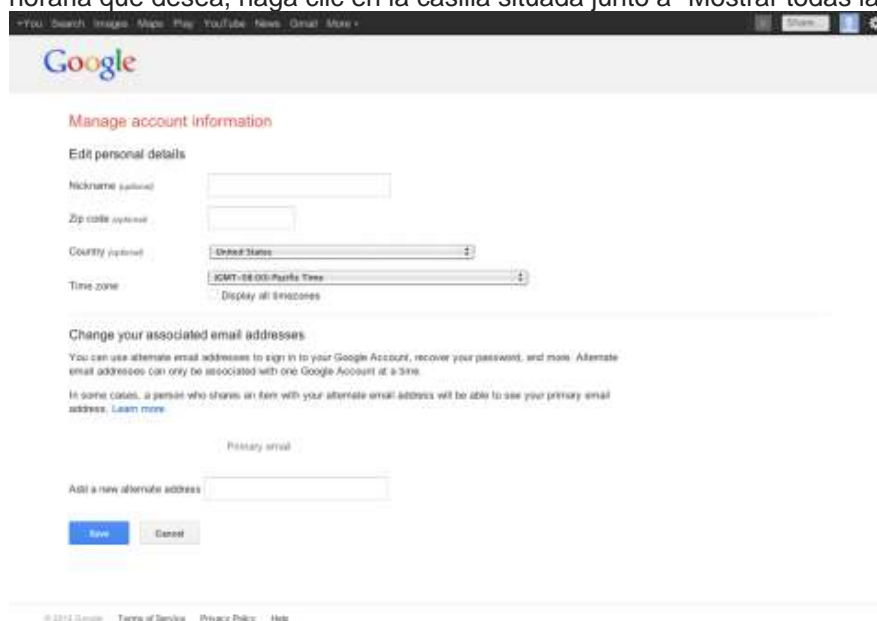 horaria que desea, haga clic en la casilla situada junto a "Mostrar todas la
+You Search Images Maps Play YouTube News Gmail More
Share...
Google
Manage account information
Edit personal details
Nickname (optional)
Zip code (optional)
Country (optional) United States
Time zone (GMT-08:00) Pacific Time
Display all timezones
Change your associated email addresses
You can use alternate email addresses to sign in to your Google Account, recover your password, and more. Alternate
email addresses can only be associated with one Google Account at a time.
In some cases, a person who shares an item with your alternate email address will be able to see your primary email
address. Learn more
Primary email
Add a new alternate address
Save Cancel
Google Terms of Service Privacy Policy Help